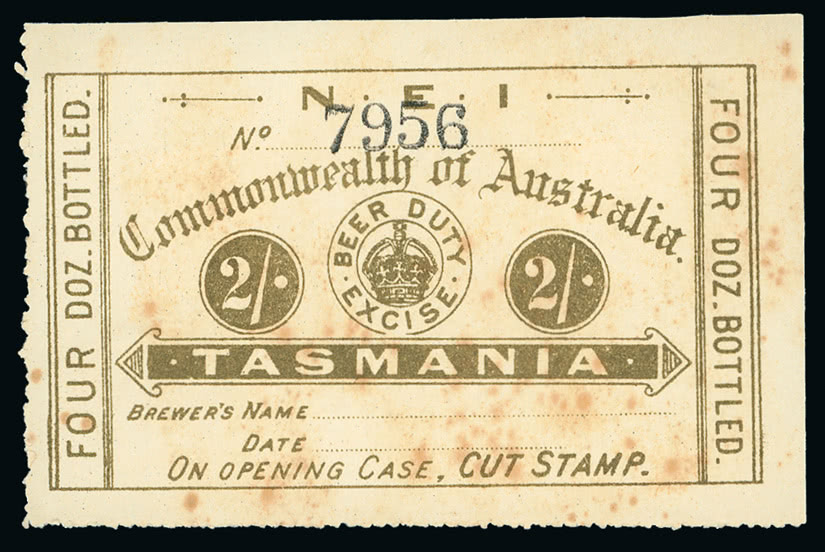 N·E·I
No. 7956
Commonwealth of Australia.
BEER DUTY
· EXCISE ·
2/·
2/·
· TASMANIA ·
BREWER'S NAME
DATE
ON OPENING CASE, CUT STAMP.
FOUR DOZ. BOTTLED.
FOUR DOZ. BOTTLED.